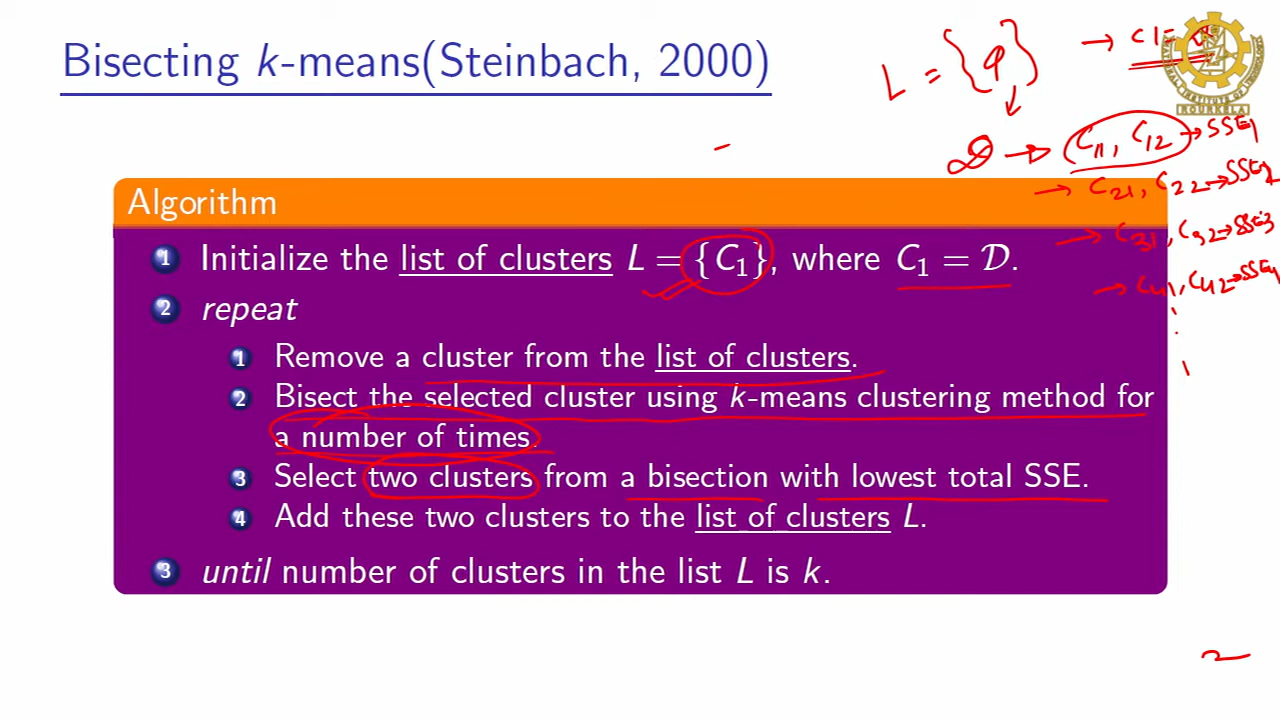 Bisecting k-means(Steinbach, 2000)
L = {φ}
→ C1 =
D → C11, C12 → SSE1
→ C21, C22 → SSE2
→ C31, C32 → SSE3
→ C41, C42 → SSE4
Algorithm
1 Initialize the list of clusters L = {C₁}, where C₁ = 𝒟.
2 repeat
1 Remove a cluster from the list of clusters.
2 Bisect the selected cluster using k-means clustering method for
a number of times.
3 Select two clusters from a bisection with lowest total SSE.
4 Add these two clusters to the list_of_clusters L.
3 until number of clusters in the list L is k.